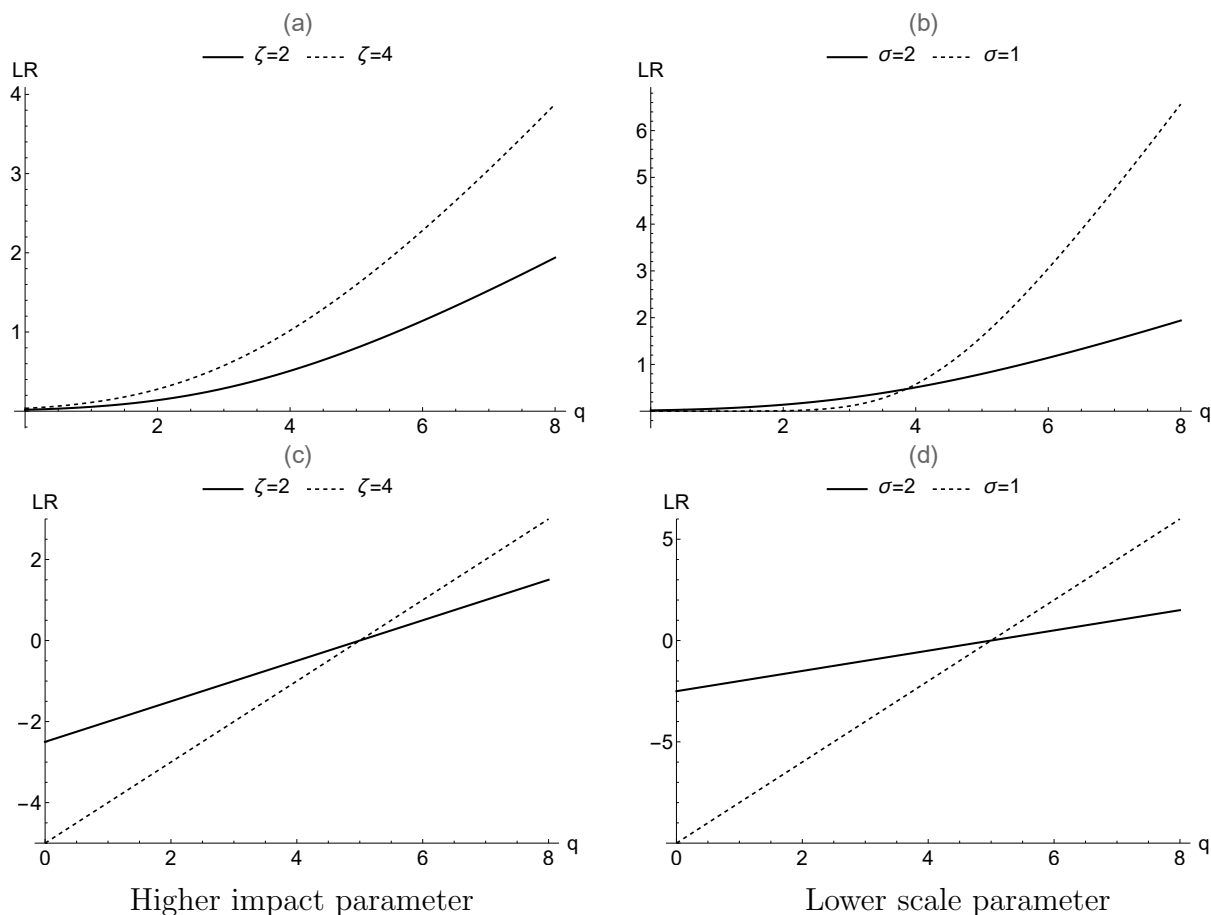 (a)
ζ=2 ζ=4
LR
4
3
2
1
2 4 6 8 q
(b)
σ=2 σ=1
LR
6
5
4
3
2
1
2 4 6 8 q
(c)
ζ=2 ζ=4
LR
2
0
−2
−4
0 2 4 6 8 q
Higher impact parameter
(d)
σ=2 σ=1
LR
5
0
−5
0 2 4 6 8 q
Lower scale parameter